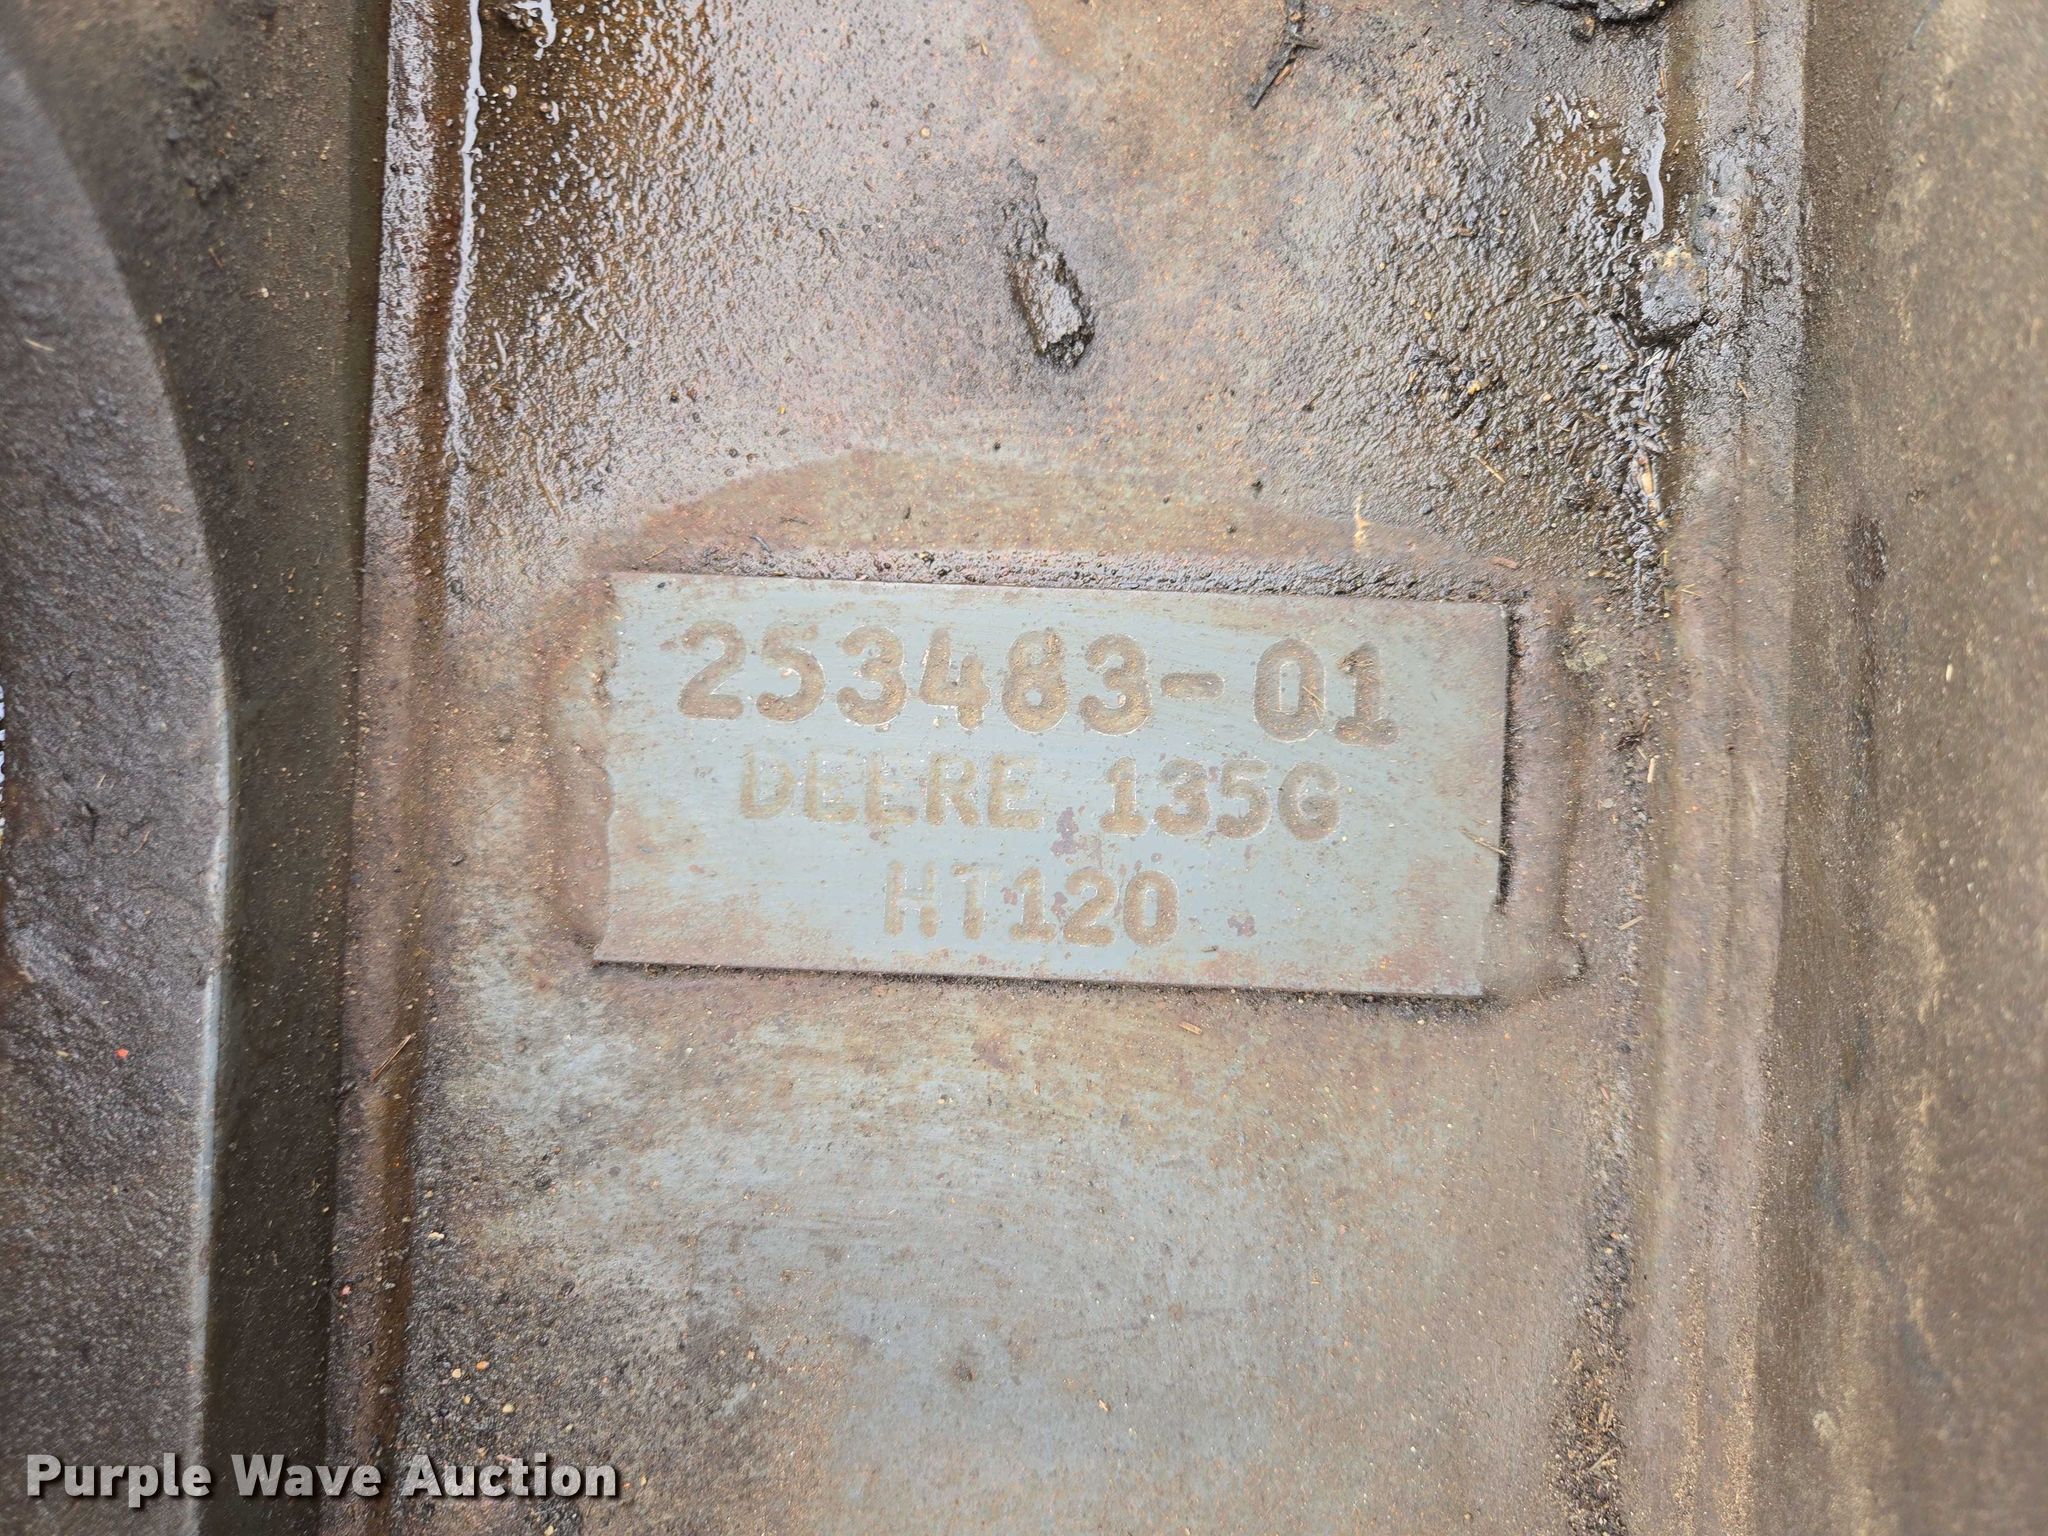 253483-01
DEERE 135G
HT120
Purple Wave Auction